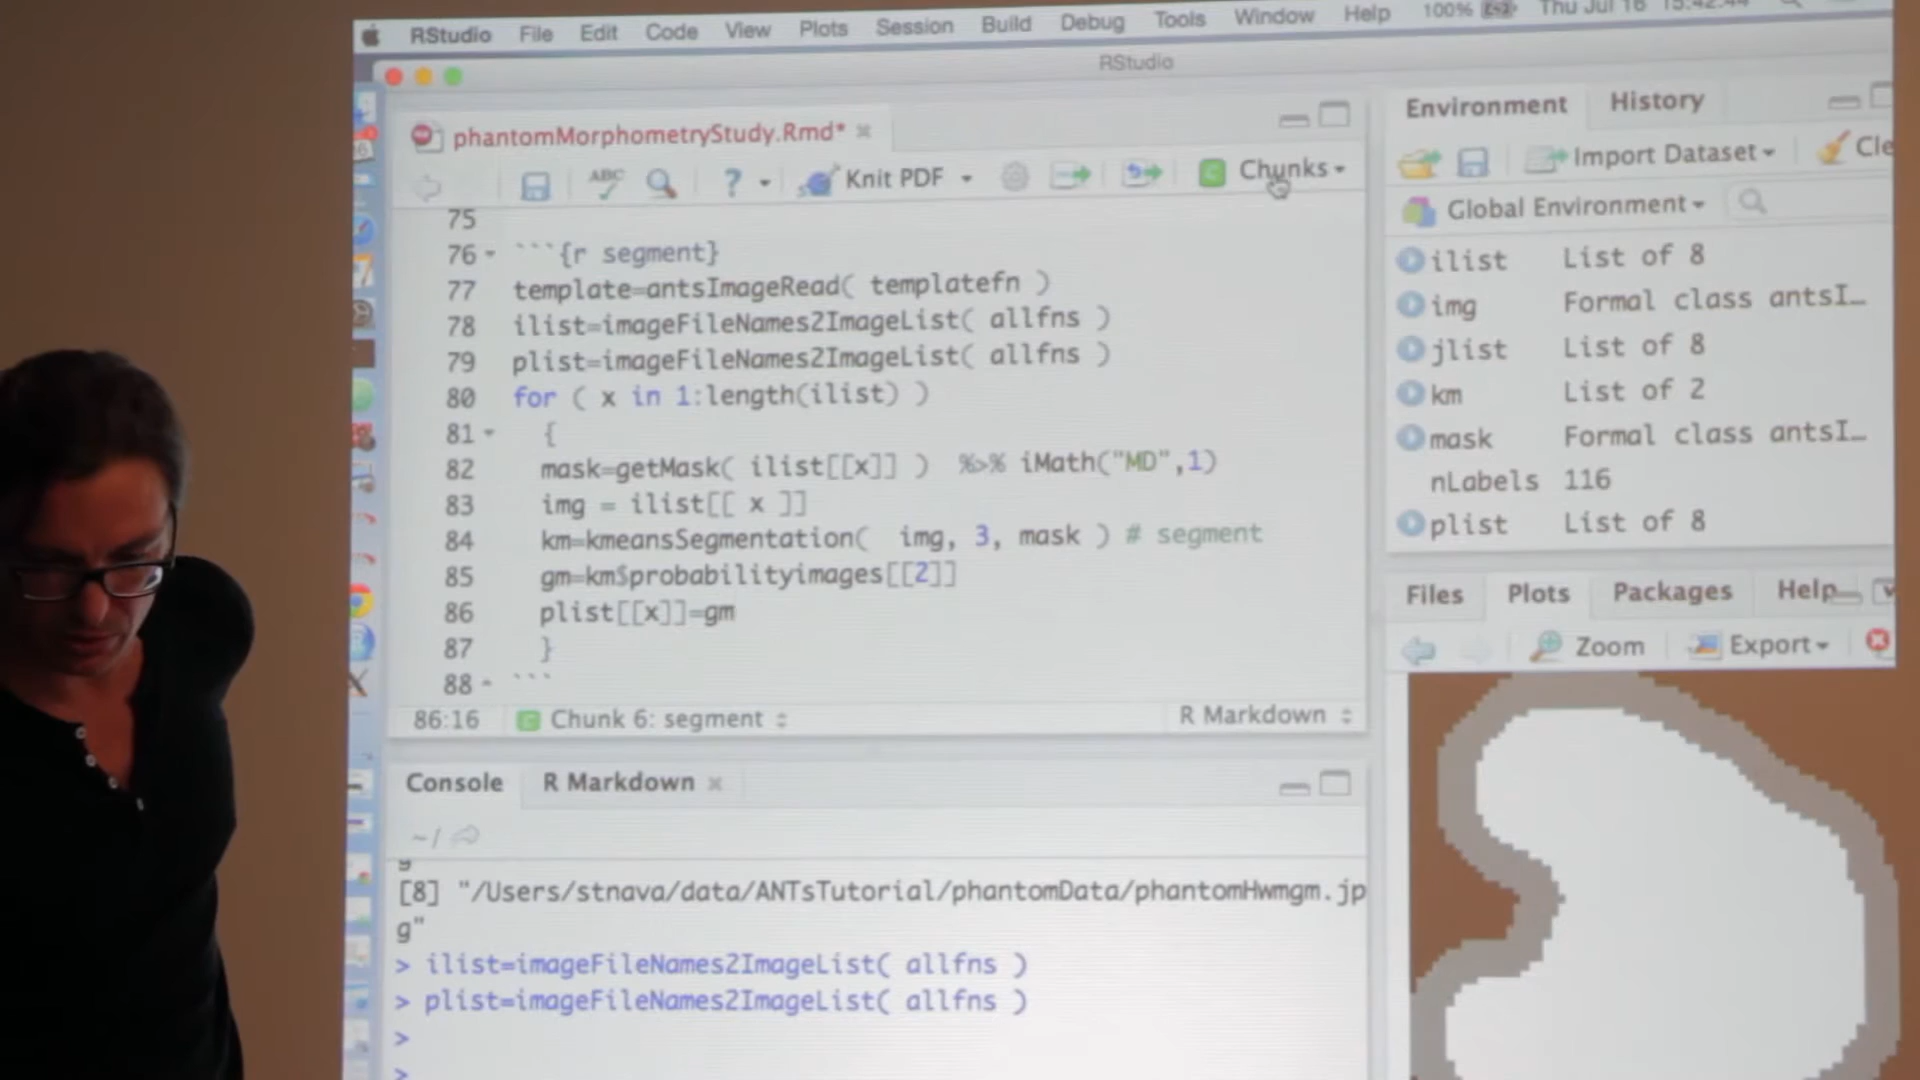 RStudio File Edit Code View Plots Session Build Debug Tools Window Help 100% Thu Jul 16 15:42:44
RStudio
phantomMorphometryStudy.Rmd*
ABC ? Knit PDF Chunks
75
76 ```{r segment}
77 template=antsImageRead( templatefn )
78 ilist=imageFileNames2ImageList( allfns )
79 plist=imageFileNames2ImageList( allfns )
80 for ( x in 1:length(ilist) )
81 {
82 mask=getMask( ilist[[x]] ) %>% iMath("MD",1)
83 img = ilist[[ x ]]
84 km=kmeansSegmentation( img, 3, mask ) # segment
85 gm=km$probabilityimages[[2]]
86 plist[[x]]=gm
87 }
88 ```
86:16 Chunk 6: segment R Markdown
Console R Markdown
~/
g"
[8] "/Users/stnava/data/ANTsTutorial/phantomData/phantomHwmgm.jp
g"
> ilist=imageFileNames2ImageList( allfns )
> plist=imageFileNames2ImageList( allfns )
>
>
Environment History
Import Dataset Cle
Global Environment
ilist List of 8
img Formal class antsI…
jlist List of 8
km List of 2
mask Formal class antsI…
nLabels 116
plist List of 8
Files Plots Packages Help
Zoom Export